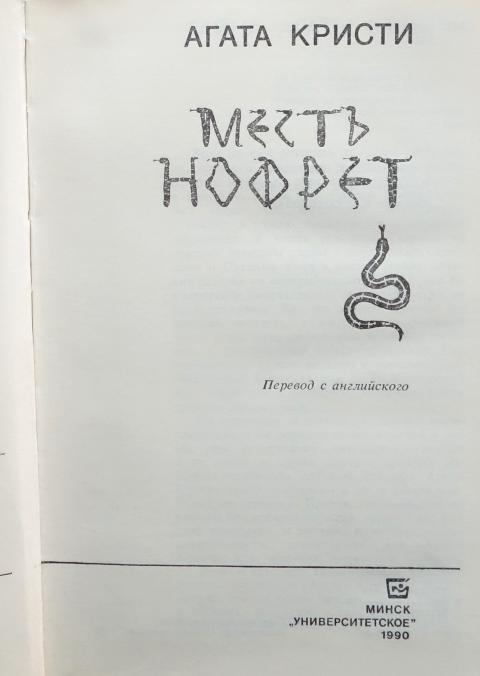 АГАТА КРИСТИ
МЕСТЬ
НОФРЕТ
Перевод с английского
МИНСК
„УНИВЕРСИТЕТСКОЕ"
1990